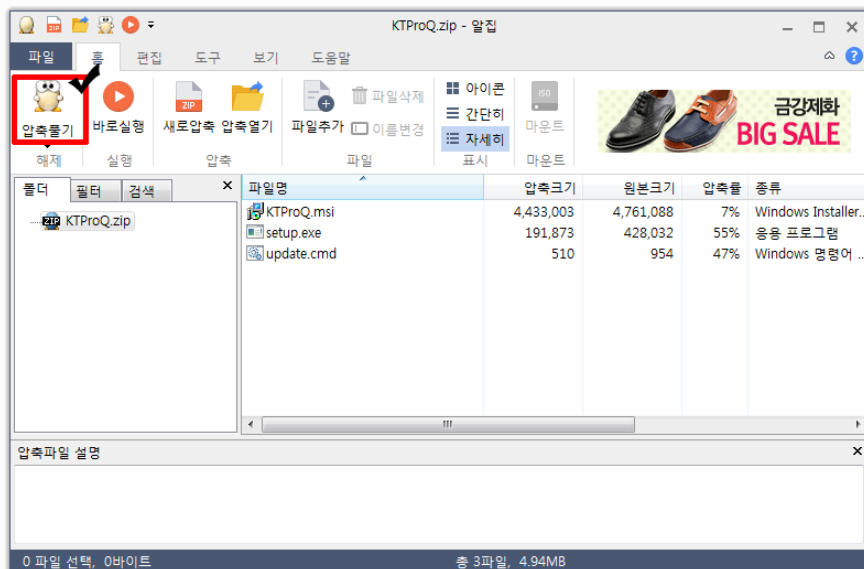 KTProQ.zip - 알집
파일 홈 편집 도구 보기 도움말
압축풀기 바로실행 새로압축 압축열기 파일추가 파일삭제 이름변경 아이콘 간단히 자세히 마운트
해제 실행 압축 파일 표시 마운트
ZIP
ISO
금강제화
BIG SALE
폴더 필터 검색
KTProQ.zip
파일명 압축크기 원본크기 압축률 종류
KTProQ.msi 4,433,003 4,761,088 7% Windows Installer..
setup.exe 191,873 428,032 55% 응용 프로그램
update.cmd 510 954 47% Windows 명령어 ..
압축파일 설명
0 파일 선택, 0바이트 총 3파일, 4.94MB